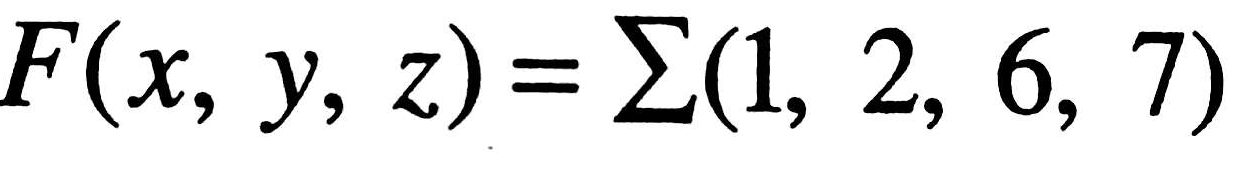 F(x, y, z) = Σ(1, 2, 6, 7)